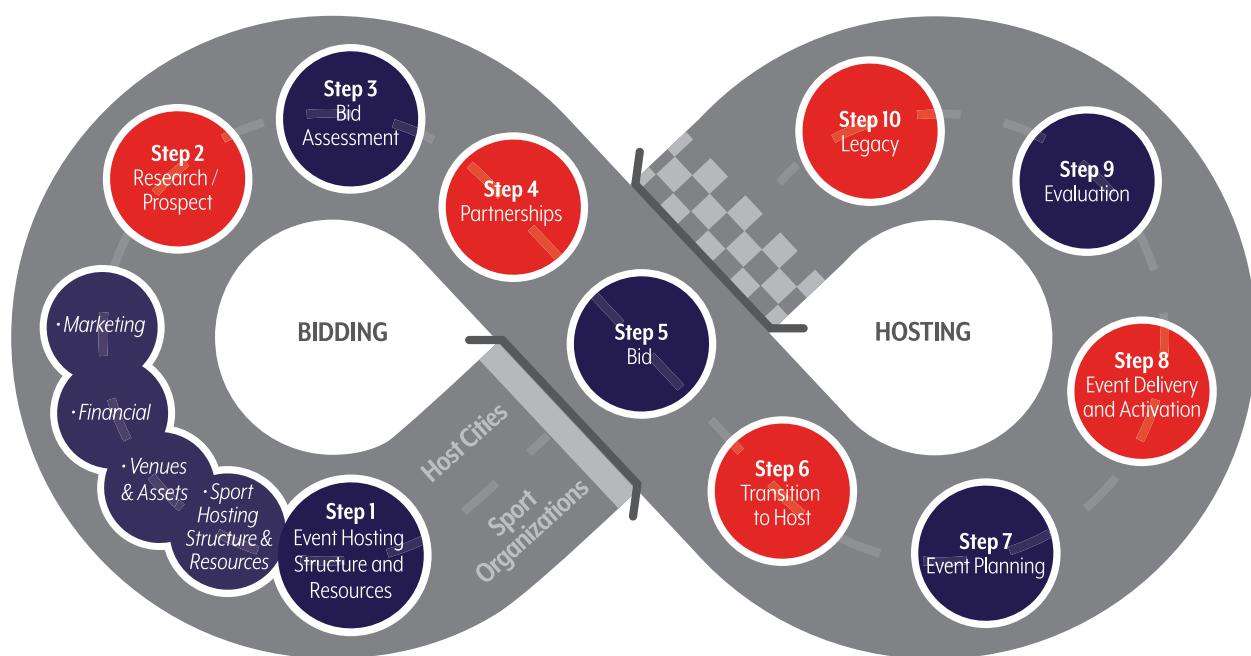 BIDDING
Host Cities
Sport
Organizations
Step 1
Event Hosting
Structure and
Resources
· Sport
Hosting
Structure &
Resources
· Venues
& Assets
· Financial
· Marketing
Step 2
Research /
Prospect
Step 3
Bid
Assessment
Step 4
Partnerships
Step 5
Bid
HOSTING
Step 6
Transition
to Host
Step 7
Event Planning
Step 8
Event Delivery
and Activation
Step 9
Evaluation
Step 10
Legacy